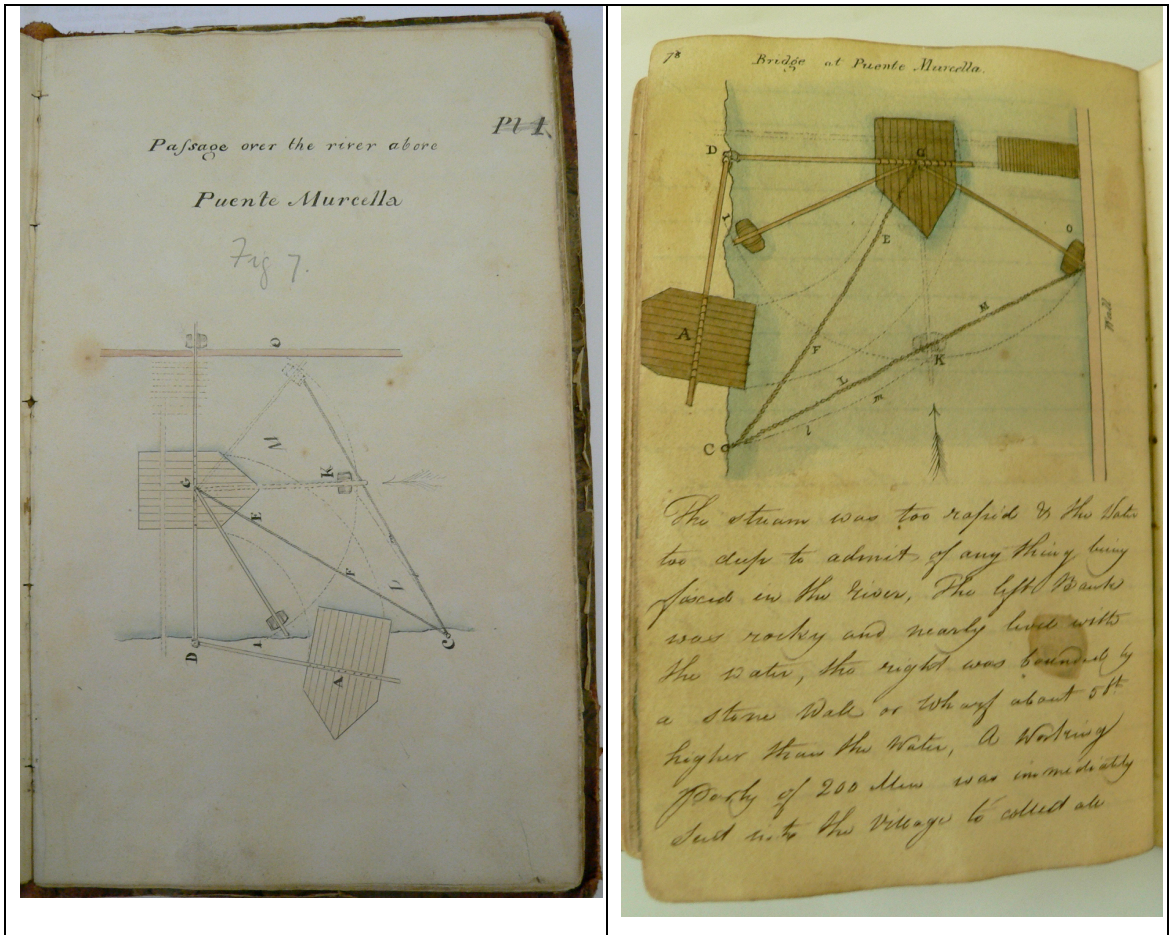 Pl 1
Paſsage over the river above
Puente Murcella
Fig 7.
O
M
K
G
E
F
L
I
D
A
C
78
Bridge at Puente Murcella.
D
G
I
E
O
A
M
Wall
F
K
L
m
C
l
The stream was too rapid & the Water
too deep to admit of any thing being
placed in the River, The left Bank
was rocky and nearly level with
the water, the right was bounded by
a stone Wall or Wharf about 5ft
higher than the Water, A Working
Party of 200 Men was immediately
sent into the Village to collect all